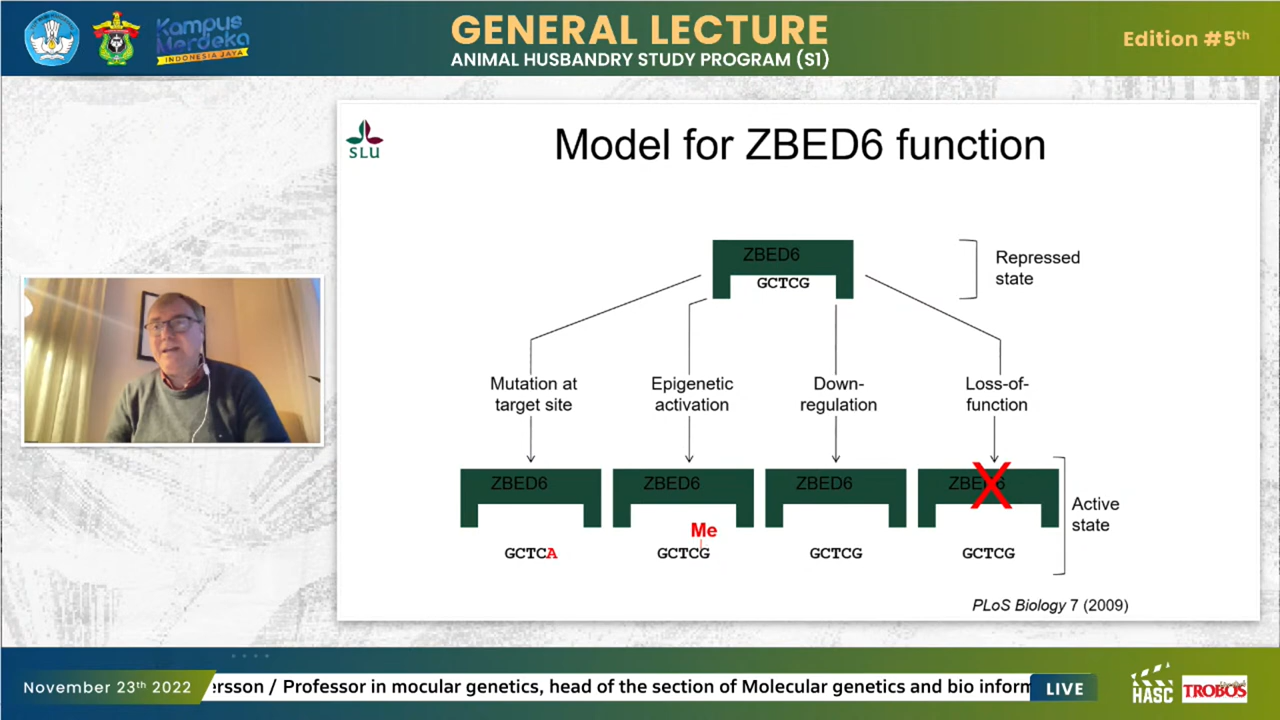 Kampus
Merdeka
INDONESIA JAYA
GENERAL LECTURE
ANIMAL HUSBANDRY STUDY PROGRAM (S1)
Edition #5th
SLU
Model for ZBED6 function
ZBED6
GCTCG
Repressed
state
Mutation at
target site
Epigenetic
activation
Down-
regulation
Loss-of-
function
ZBED6
ZBED6
ZBED6
ZBED6
Me
GCTCA
GCTCG
GCTCG
GCTCG
Active
state
PLoS Biology 7 (2009)
November 23th 2022
ersson / Professor in mocular genetics, head of the section of Molecular genetics and bio inform
LIVE
HASC
TROBOS